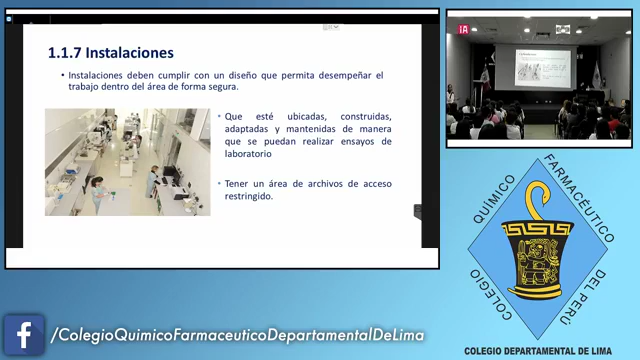 1.1.7 Instalaciones
• Instalaciones deben cumplir con un diseño que permita desempeñar el
trabajo dentro del área de forma segura.
• Que esté ubicadas, construidas,
adaptadas y mantenidas de manera
que se puedan realizar ensayos de
laboratorio
• Tener un área de archivos de acceso
restringido.
IA
COLEGIO QUÍMICO FARMACÉUTICO DEL PERÚ
COLEGIO DEPARTAMENTAL DE LIMA
f /ColegioQuimicoFarmaceuticoDepartamentalDeLima